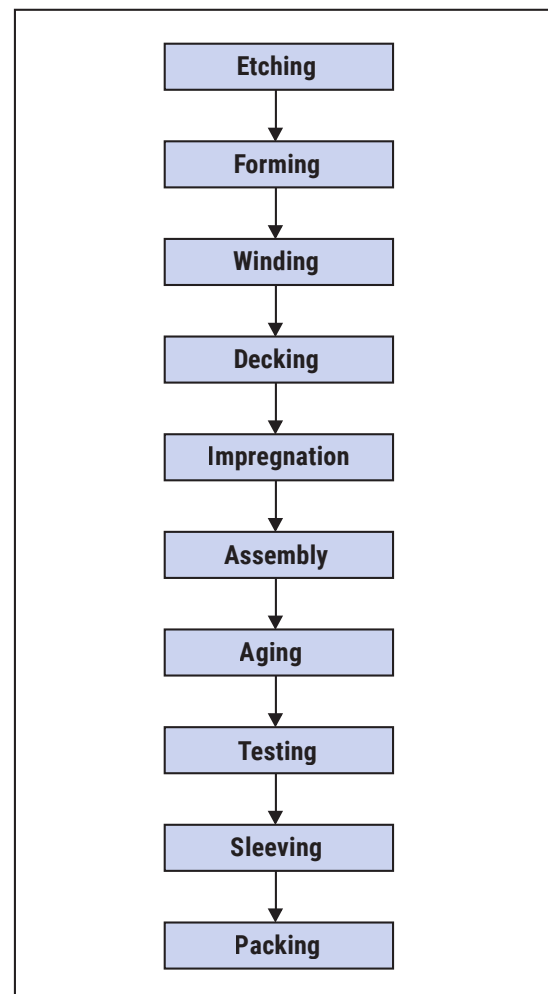 Etching
Forming
Winding
Decking
Impregnation
Assembly
Aging
Testing
Sleeving
Packing